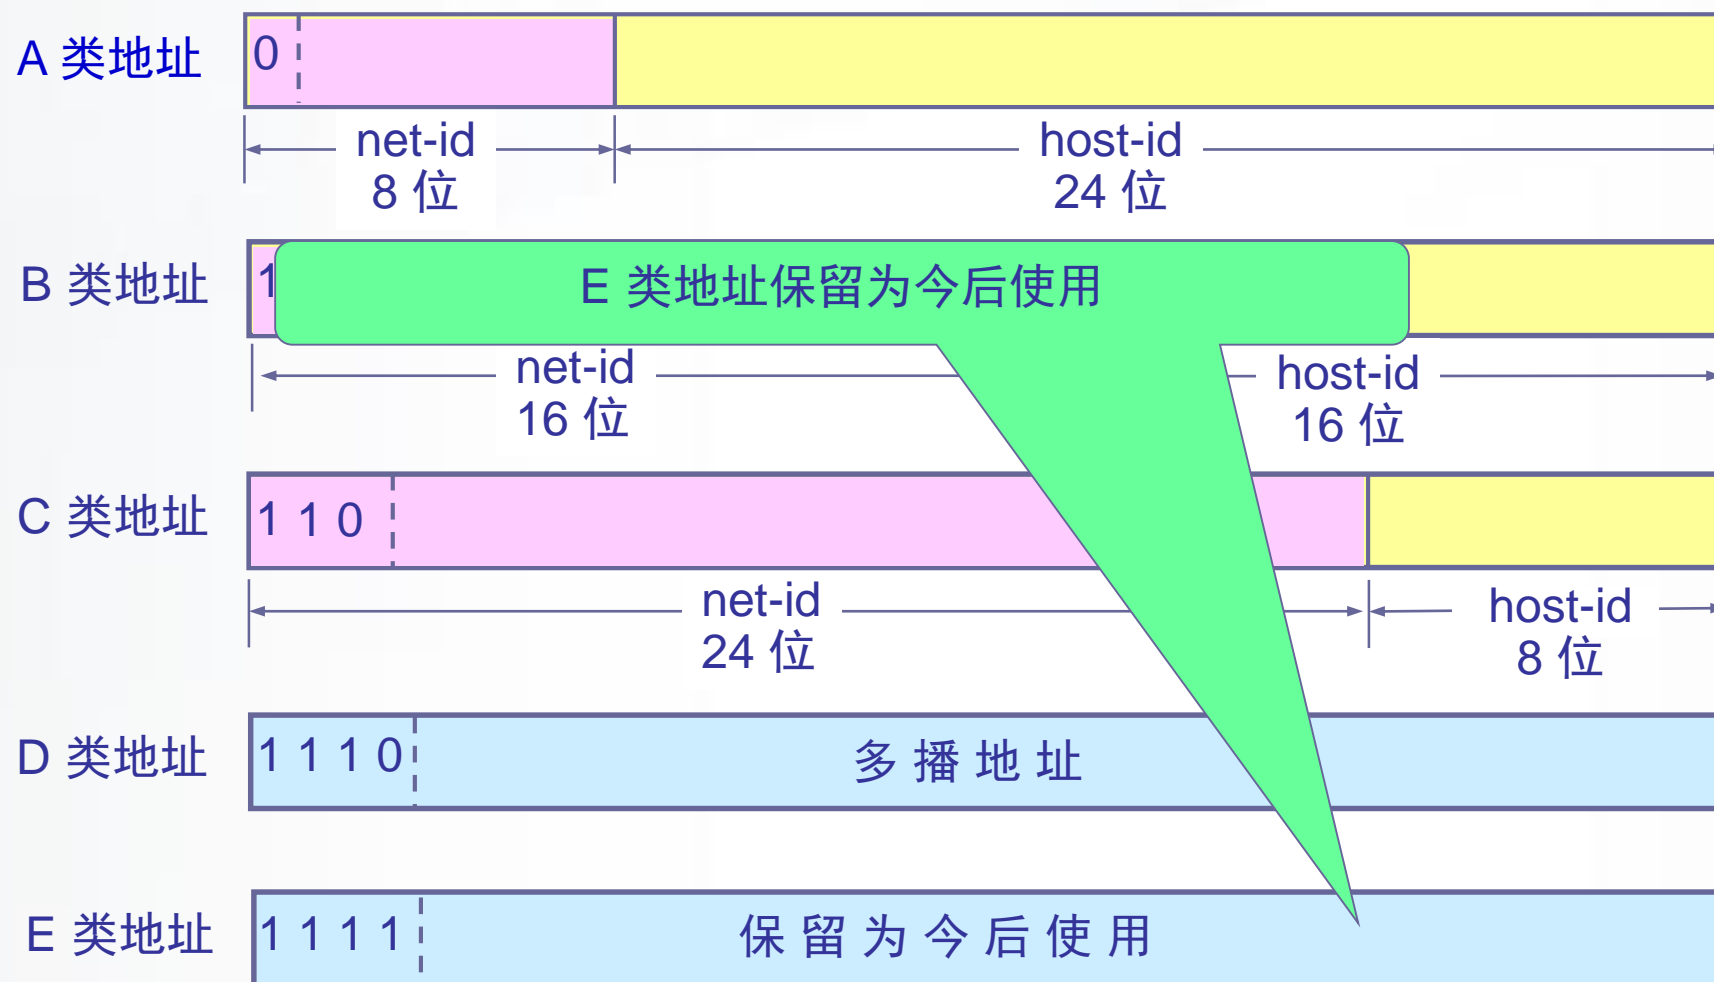 A 类地址
0
net-id
8 位
host-id
24 位
B 类地址
1
E 类地址保留为今后使用
net-id
16 位
host-id
16 位
C 类地址
1 1 0
net-id
24 位
host-id
8 位
D 类地址
1 1 1 0
多 播 地 址
E 类地址
1 1 1 1
保 留 为 今 后 使 用